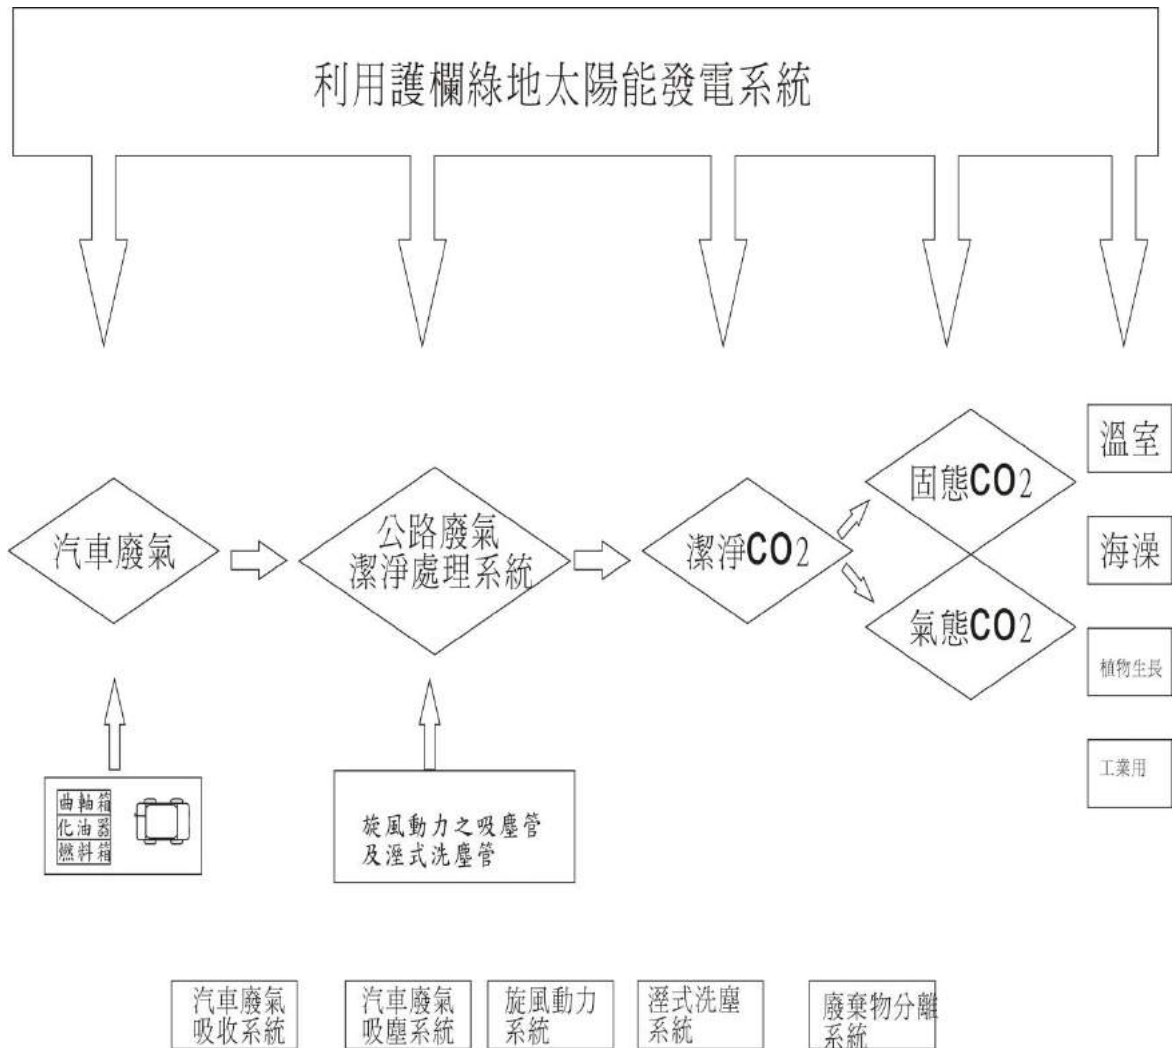 利用護欄綠地太陽能發電系統
溫室
固態CO2
海澡
汽車廢氣
公路廢氣
潔淨處理系統
潔淨CO2
氣態CO2
植物生長
工業用
曲軸箱
化油器
燃料箱
旋風動力之吸塵管
及溼式洗塵管
汽車廢氣
吸收系統
汽車廢氣
吸塵系統
旋風動力
系統
溼式洗塵
系統
廢棄物分離
系統